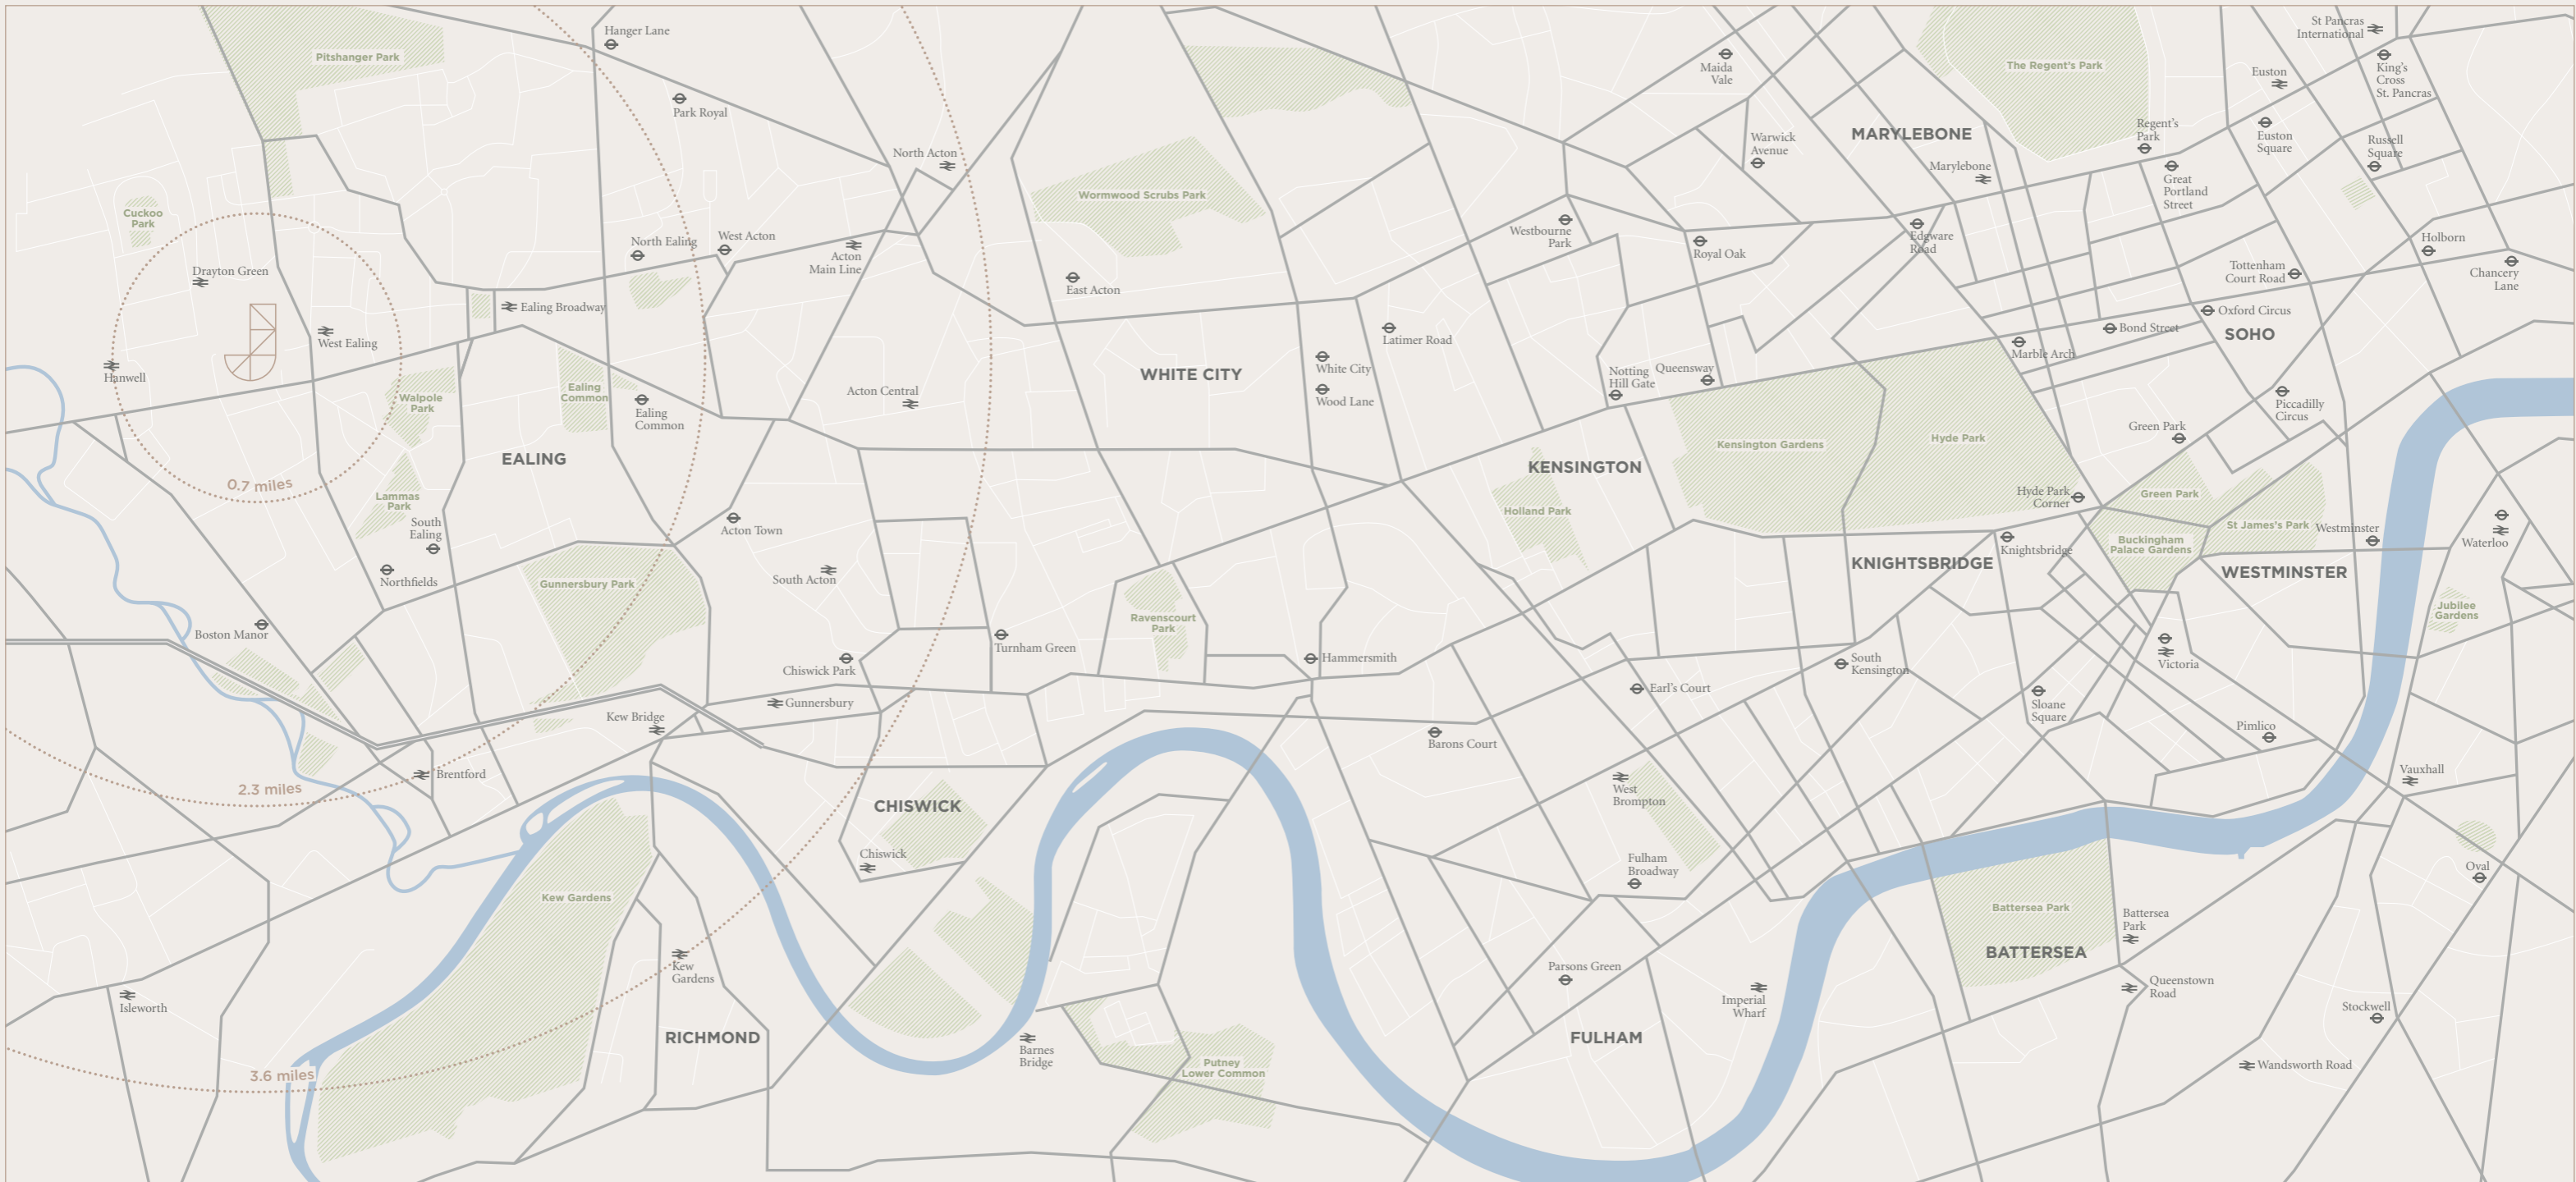 Hanger Lane
St Pancras
International
Pitshanger Park
Maida
Vale
The Regent's Park
Euston
King's
Cross
St. Pancras
Park Royal
North Acton
Warwick
Avenue
MARYLEBONE
Marylebone
Regent's
Park
Euston
Square
Russell
Square
Great
Portland
Street
Cuckoo
Park
Wormwood Scrubs Park
Westbourne
Park
North Ealing
West Acton
Acton
Main Line
Royal Oak
Edgware
Road
Holborn
Drayton Green
East Acton
Tottenham
Court Road
Chancery
Lane
Ealing Broadway
Oxford Circus
West Ealing
Latimer Road
Bond Street
SOHO
Marble Arch
Hanwell
WHITE CITY
White City
Notting
Hill Gate
Queensway
Walpole
Park
Ealing
Common
Ealing
Common
Acton Central
Wood Lane
Piccadilly
Circus
Green Park
EALING
KENSINGTON
Kensington Gardens
Hyde Park
0.7 miles
Lammas
Park
Holland Park
Hyde Park
Corner
Green Park
South
Ealing
Acton Town
St James's Park
Westminster
Waterloo
Knightsbridge
Buckingham
Palace Gardens
KNIGHTSBRIDGE
WESTMINSTER
Northfields
Gunnersbury Park
South Acton
Ravenscourt
Park
Jubilee
Gardens
Boston Manor
Turnham Green
Chiswick Park
Hammersmith
South
Kensington
Victoria
Gunnersbury
Earl's Court
Sloane
Square
Kew Bridge
Barons Court
Pimlico
Brentford
Vauxhall
2.3 miles
CHISWICK
West
Brompton
Chiswick
Fulham
Broadway
Oval
Kew Gardens
Battersea Park
Battersea
Park
BATTERSEA
Kew
Gardens
Parsons Green
Queenstown
Road
Isleworth
Imperial
Wharf
Stockwell
RICHMOND
FULHAM
Barnes
Bridge
Putney
Lower Common
Wandsworth Road
3.6 miles